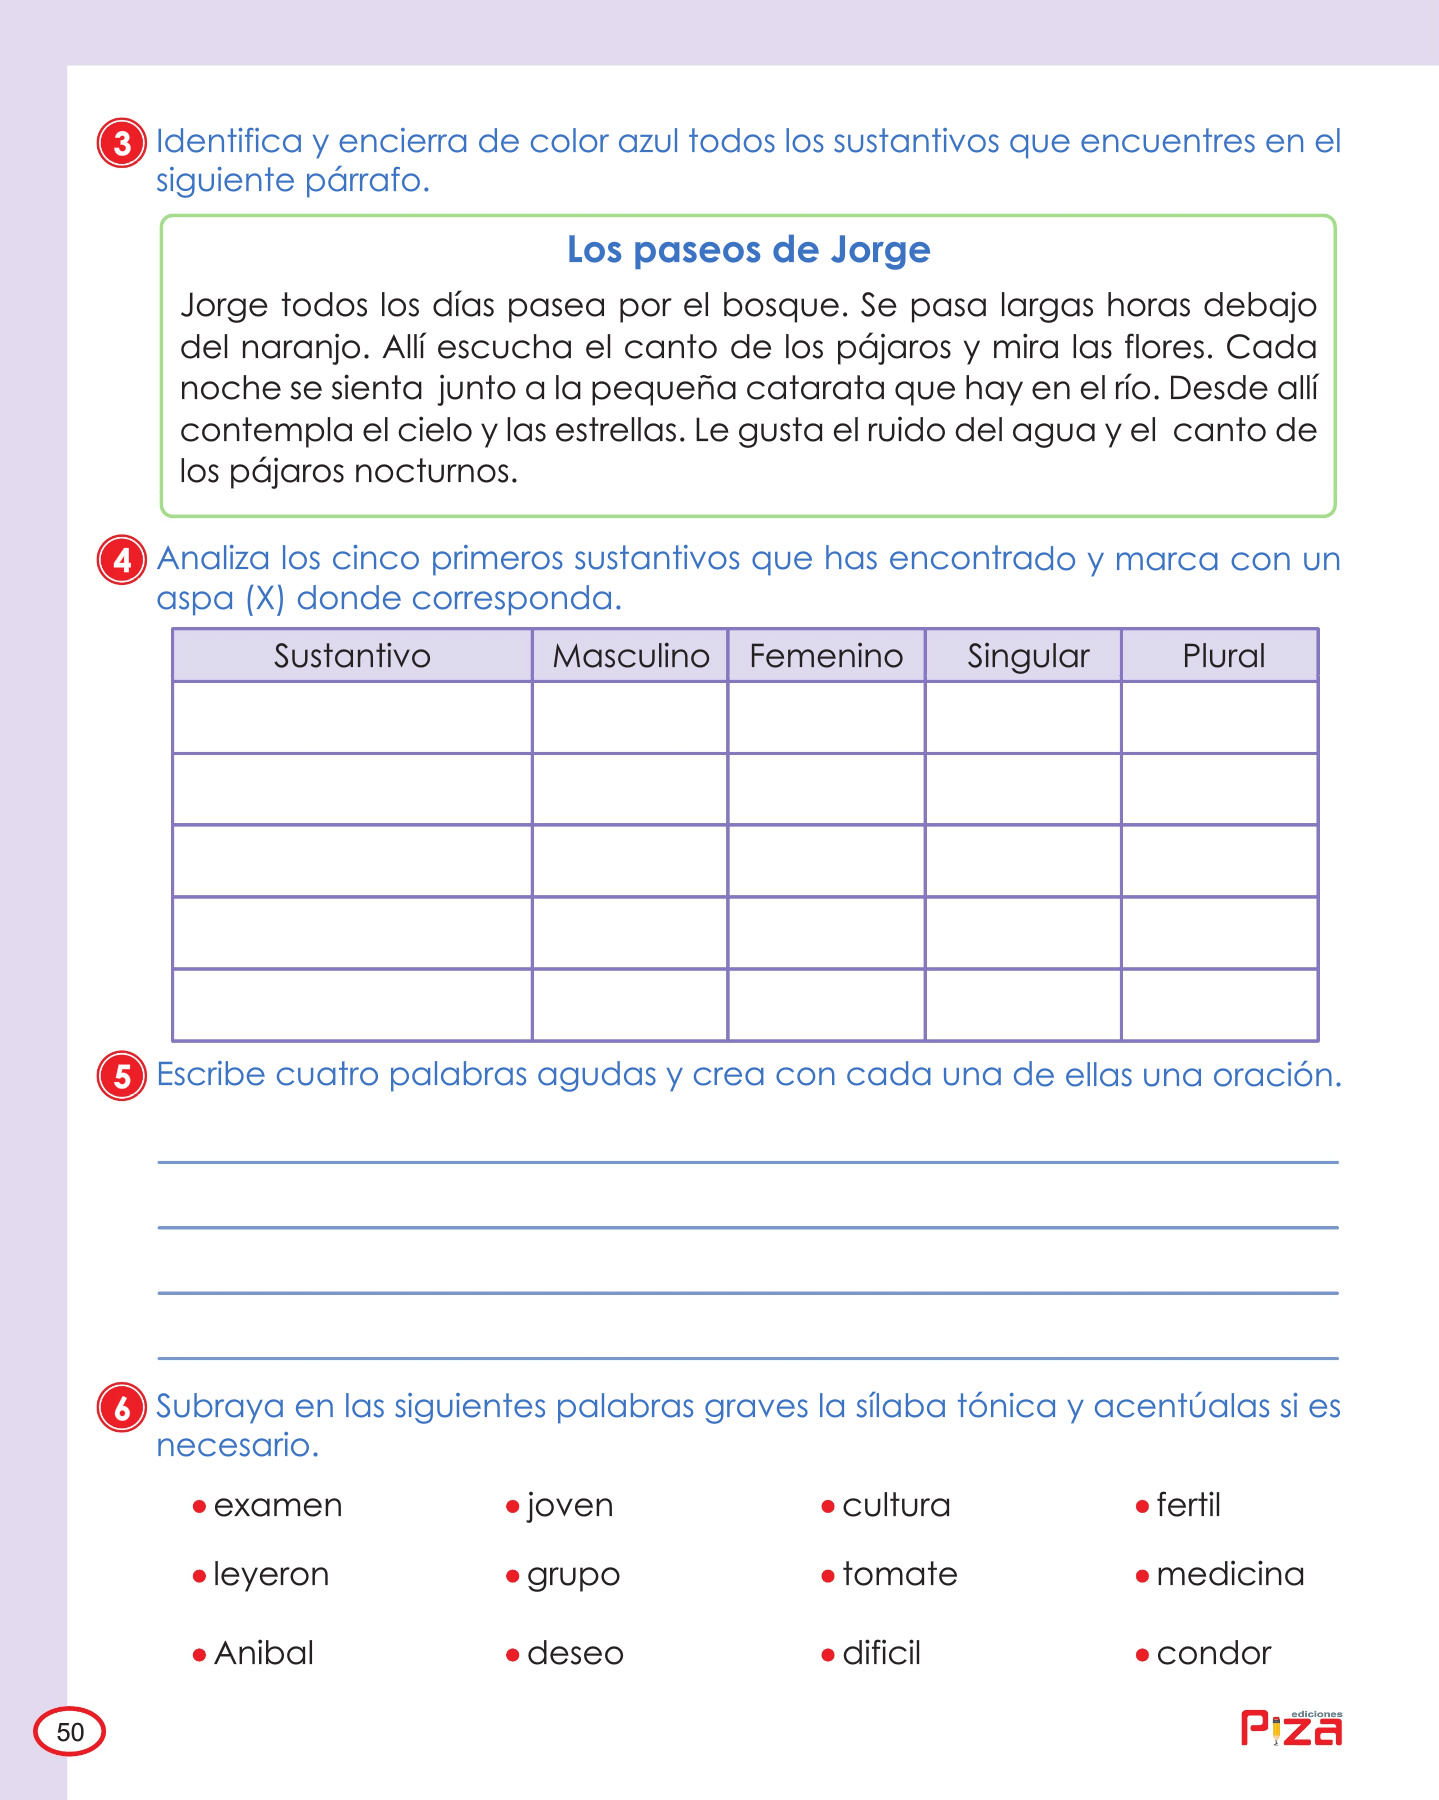 3 Identifica y encierra de color azul todos los sustantivos que encuentres en el
siguiente párrafo.
Los paseos de Jorge
Jorge todos los días pasea por el bosque. Se pasa largas horas debajo
del naranjo. Allí escucha el canto de los pájaros y mira las flores. Cada
noche se sienta junto a la pequeña catarata que hay en el río. Desde allí
contempla el cielo y las estrellas. Le gusta el ruido del agua y el canto de
los pájaros nocturnos.
4 Analiza los cinco primeros sustantivos que has encontrado y marca con un
aspa (X) donde corresponda.
Sustantivo Masculino Femenino Singular Plural
5 Escribe cuatro palabras agudas y crea con cada una de ellas una oración.
6 Subraya en las siguientes palabras graves la sílaba tónica y acentúalas si es
necesario.
• examen • joven • cultura • fertil
• leyeron • grupo • tomate • medicina
• Anibal • deseo • dificil • condor
50
ediciones
Piza